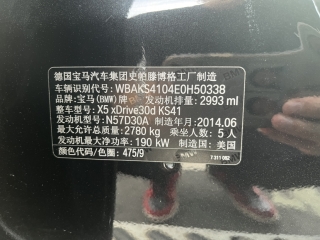 德国宝马汽车集团史帕滕博格工厂制造
车辆识别代号: WBAKS4104E0H50338
品牌: 宝马(BMW)牌 发动机排量: 2993 ml
整车型号: X5 xDrive30d KS41
发动机型号: N57D30A 制造年月: 2014.06
最大允许总质量: 2780 kg 乘坐人数: 5 人
发动机最大净功率: 190 kW 制造国: 美国
颜色代码/色圈: 475/9